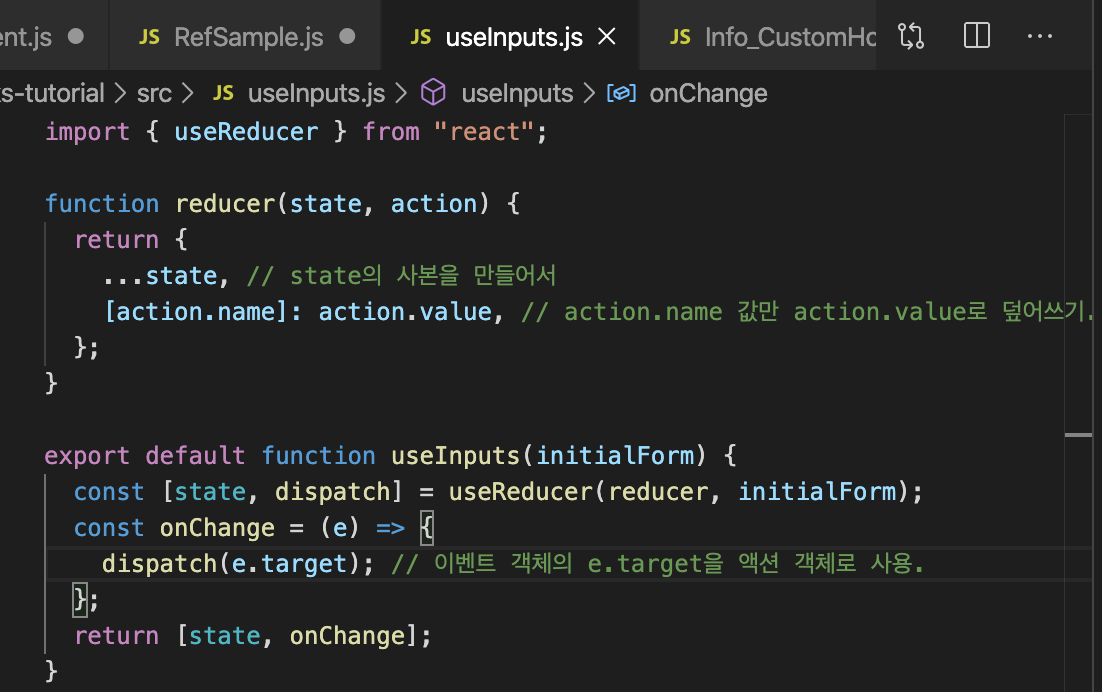 ent.js JS RefSample.js JS useInputs.js JS Info_CustomHo
s-tutorial > src > JS useInputs.js > useInputs > onChange
import { useReducer } from "react";
function reducer(state, action) {
return {
...state, // state의 사본을 만들어서
[action.name]: action.value, // action.name 값만 action.value로 덮어쓰기.
};
}
export default function useInputs(initialForm) {
const [state, dispatch] = useReducer(reducer, initialForm);
const onChange = (e) => {
dispatch(e.target); // 이벤트 객체의 e.target을 액션 객체로 사용.
};
return [state, onChange];
}